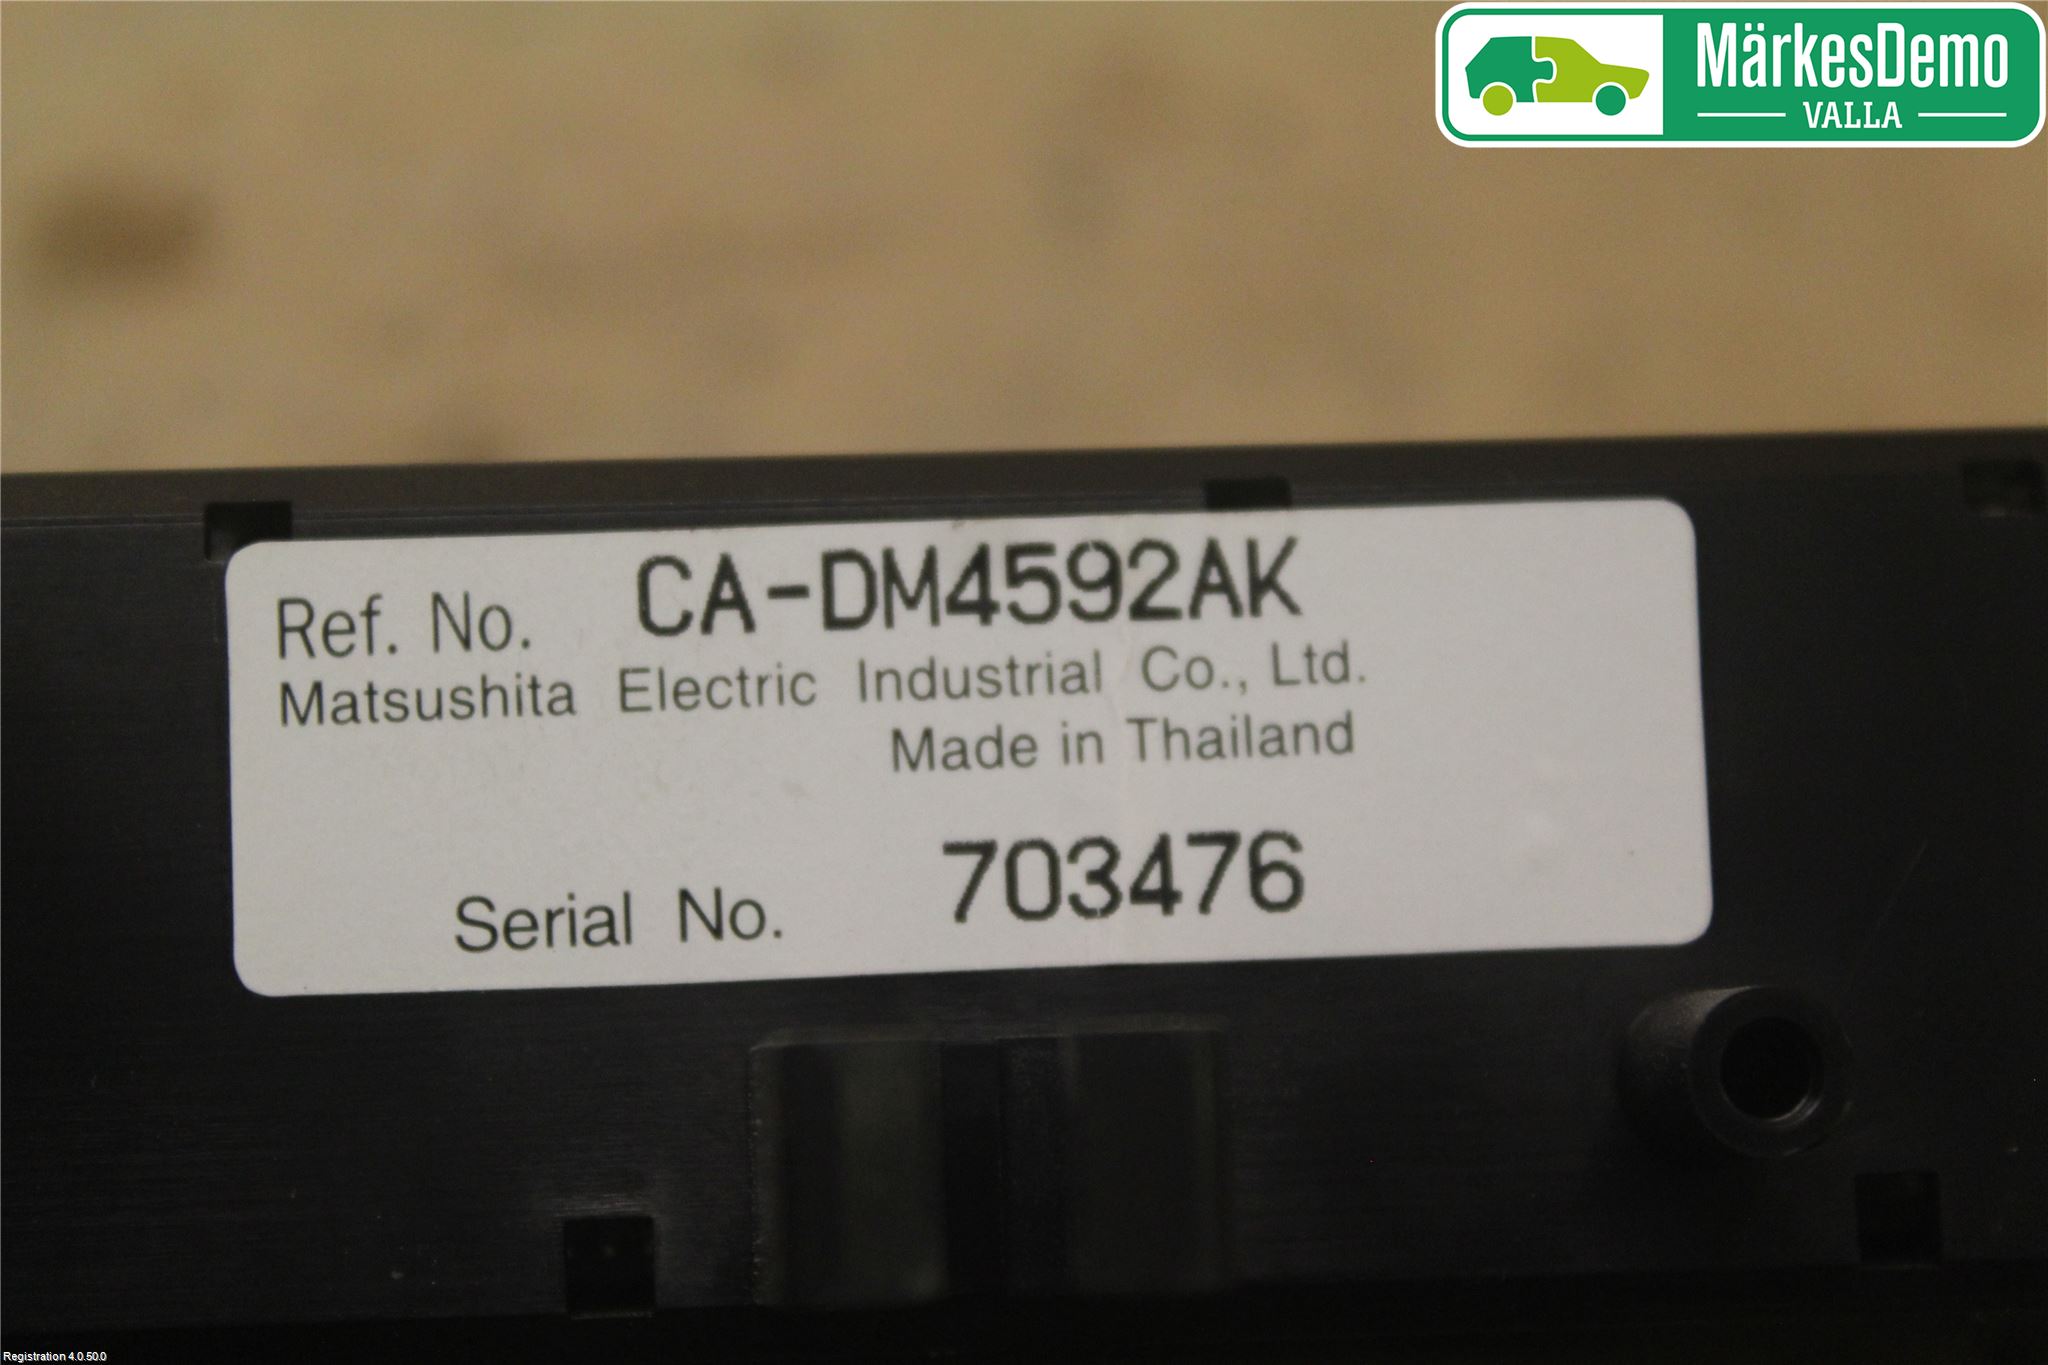 MärkesDemo
VALLA
Ref. No. CA-DM4592AK
Matsushita Electric Industrial Co., Ltd.
Made in Thailand
Serial No. 703476
Registration 4.0.50.0